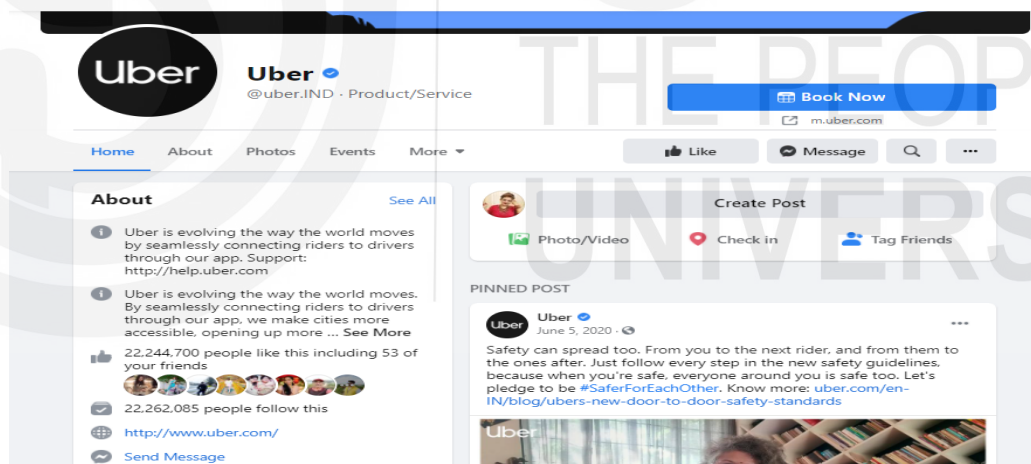 Uber
Uber
@uber.IND · Product/Service
THE PEOP
Book Now
m.uber.com
Home About Photos Events More
Like Message
About See All
Uber is evolving the way the world moves
by seamlessly connecting riders to drivers
through our app. Support:
http://help.uber.com
Uber is evolving the way the world moves.
By seamlessly connecting riders to drivers
through our app, we make cities more
accessible, opening up more ... See More
22,244,700 people like this including 53 of
your friends
22,262,085 people follow this
http://www.uber.com/
Send Message
Create Post
UNIVERS
Photo/Video Check in Tag Friends
PINNED POST
Uber
Uber
June 5, 2020 ·
Safety can spread too. From you to the next rider, and from them to
the ones after. Just follow every step in the new safety guidelines,
because when you're safe, everyone around you is safe too. Let's
pledge to be #SaferForEachOther. Know more: uber.com/en-
IN/blog/ubers-new-door-to-door-safety-standards
Uber